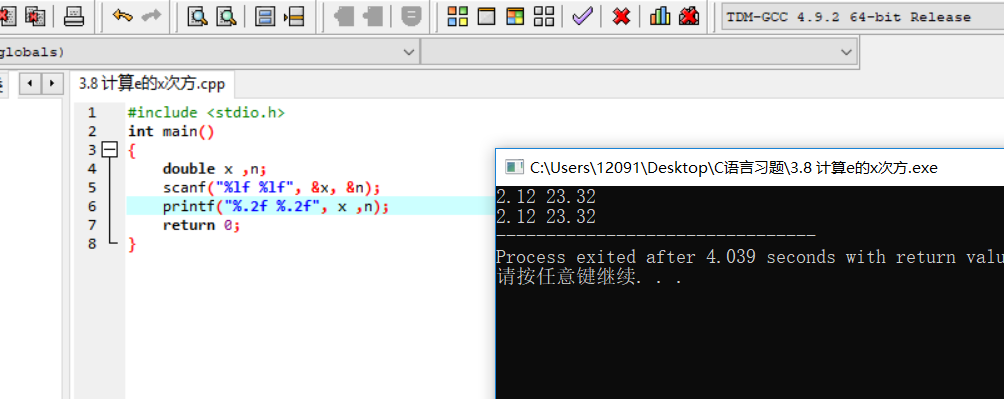 TDM-GCC 4.9.2 64-bit Release
globals)
3.8 计算e的x次方.cpp
1 #include <stdio.h>
2 int main()
3 {
4 double x ,n;
5 scanf("%lf %lf", &x, &n);
6 printf("%.2f %.2f", x ,n);
7 return 0;
8 }
C:\Users\12091\Desktop\C语言习题\3.8 计算e的x次方.exe
2.12 23.32
2.12 23.32
--------------------------------
Process exited after 4.039 seconds with return valu
请按任意键继续. . .